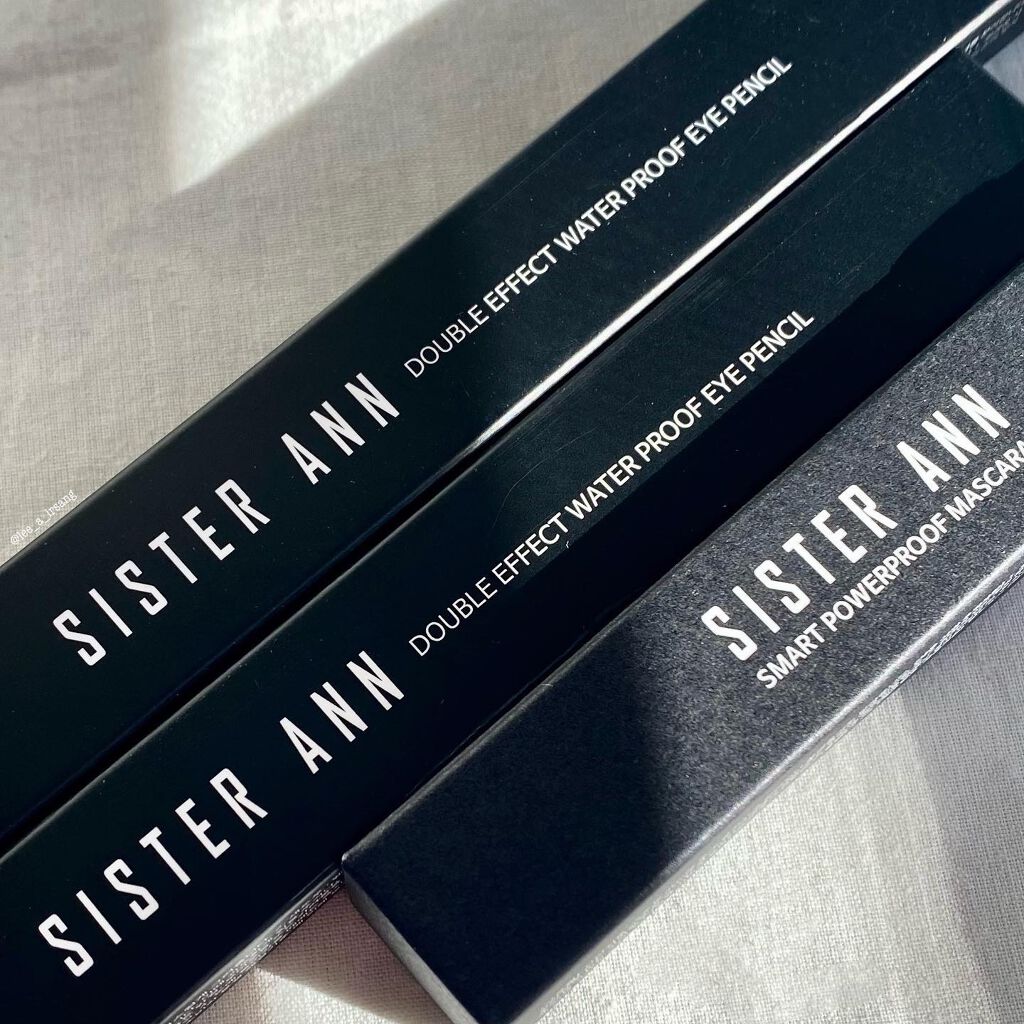 SISTER ANN DOUBLE EFFECT WATER PROOF EYE PENCIL
SISTER ANN DOUBLE EFFECT WATER PROOF EYE PENCIL
SISTER ANN
SMART POWERPROOF MASCARA